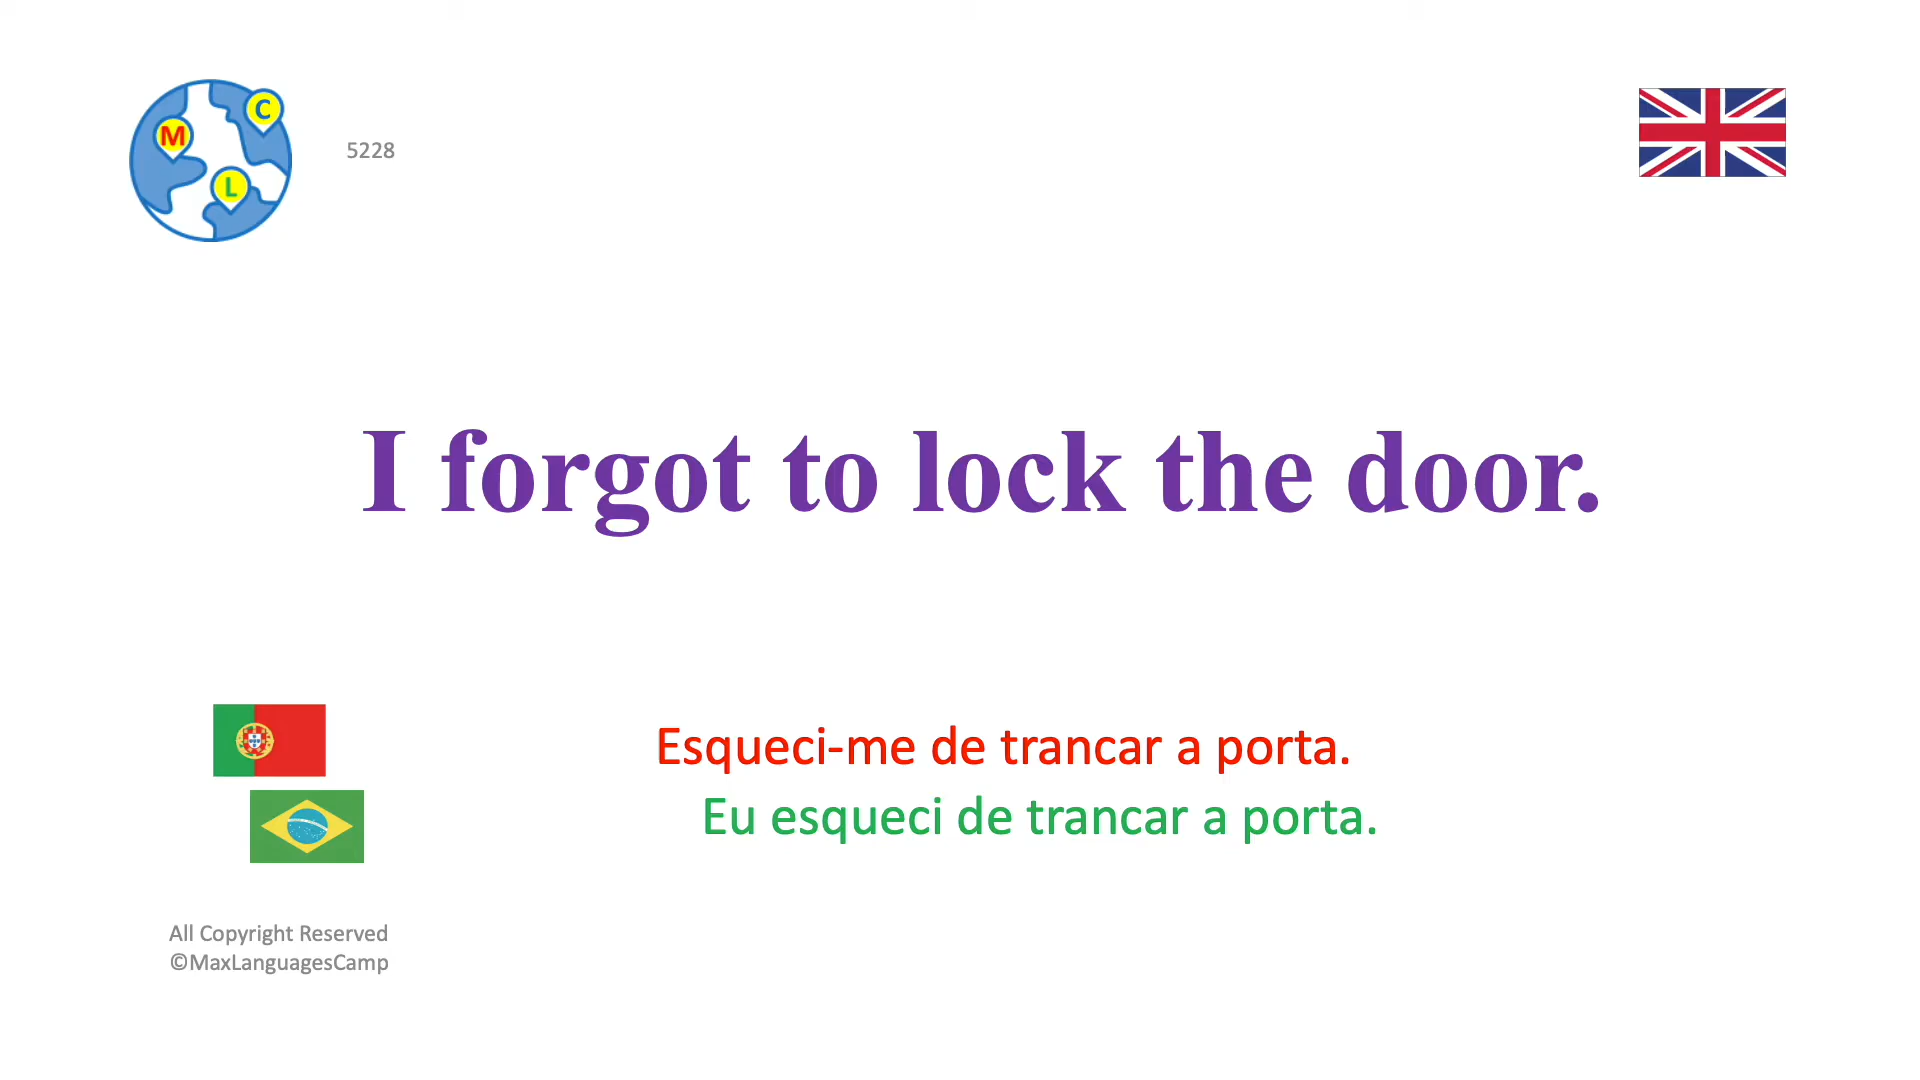 C
M
L
5228
I forgot to lock the door.
Esqueci-me de trancar a porta.
Eu esqueci de trancar a porta.
All Copyright Reserved
©MaxLanguagesCamp